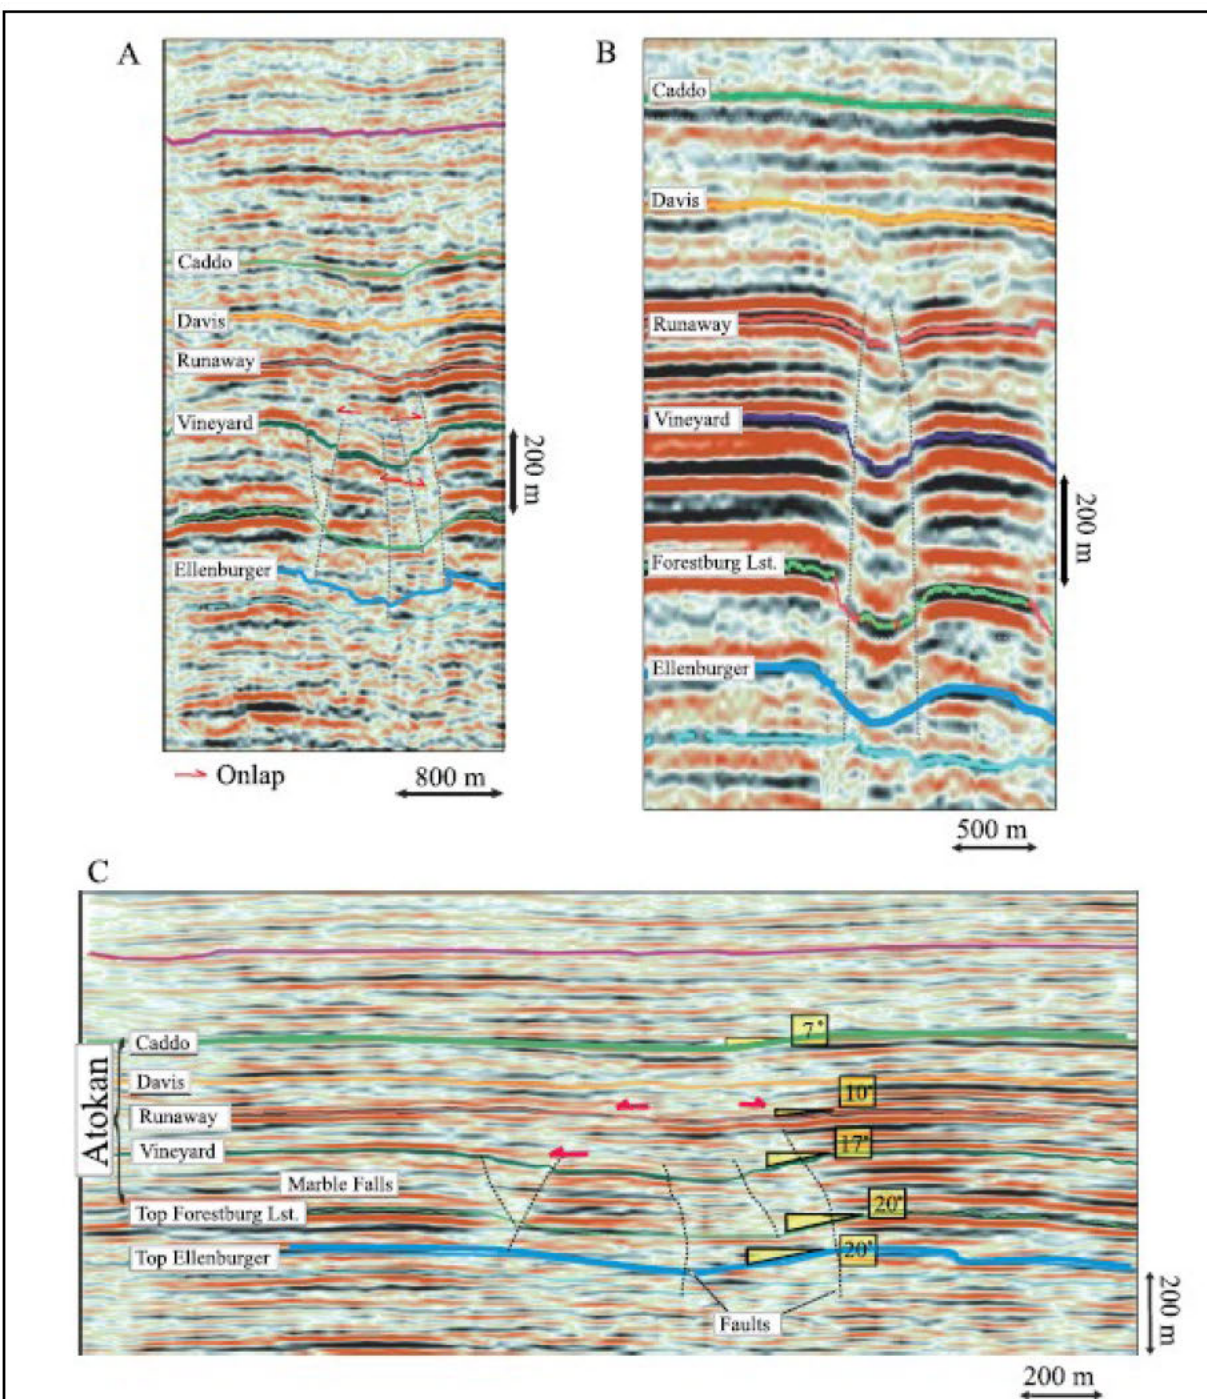 A
Caddo
Davis
Runaway
Vineyard
Ellenburger
200 m
Onlap
800 m
B
Caddo
Davis
Runaway
Vineyard
Forestburg Lst.
Ellenburger
200 m
500 m
C
Atokan
Caddo
Davis
Runaway
Vineyard
Marble Falls
Top Forestburg Lst.
Top Ellenburger
7°
10°
17°
20°
20°
Faults
200 m
200 m